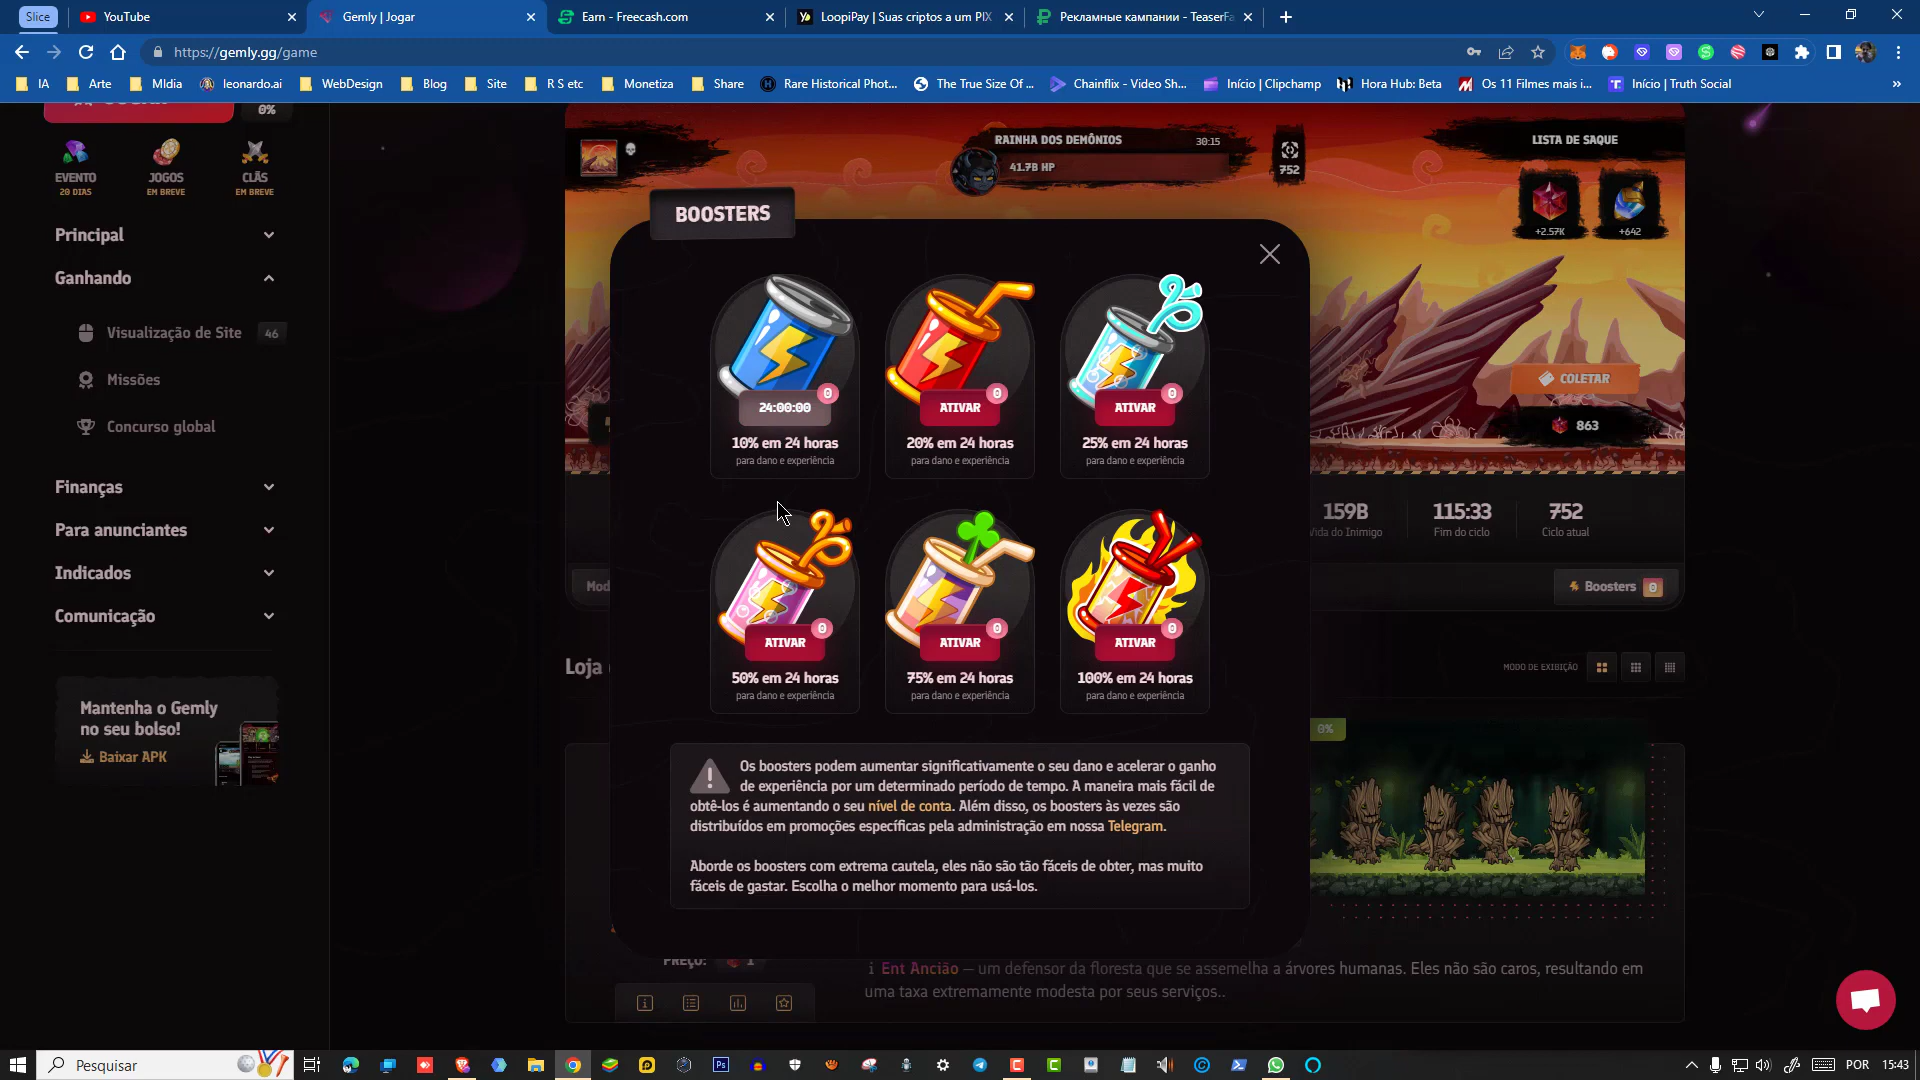 Slice
YouTube
Gemly | Jogar
Earn - Freecash.com
LoopiPay | Suas criptos a um PIX
Рекламные кампании - TeaserFa
https://gemly.gg/game
IA
Arte
MIdia
leonardo.ai
WebDesign
Blog
Site
R S etc
Monetiza
Share
Rare Historical Phot...
The True Size Of ...
Chainflix - Video Sh...
Início | Clipchamp
Hora Hub: Beta
Os 11 Filmes mais i...
Início | Truth Social
»
0%
EVENTO
20 DIAS
JOGOS
EM BREVE
CLÃS
EM BREVE
Principal
Ganhando
Visualização de Site
46
Missões
Concurso global
Finanças
Para anunciantes
Indicados
Comunicação
Mantenha o Gemly
no seu bolso!
Baixar APK
RAINHA DOS DEMÔNIOS
30:15
41.7B HP
752
LISTA DE SAQUE
+2.57K
+642
BOOSTERS
0
24:00:00
10% em 24 horas
para dano e experiência
0
ATIVAR
20% em 24 horas
para dano e experiência
0
ATIVAR
25% em 24 horas
para dano e experiência
0
ATIVAR
50% em 24 horas
para dano e experiência
0
ATIVAR
75% em 24 horas
para dano e experiência
0
ATIVAR
100% em 24 horas
para dano e experiência
Os boosters podem aumentar significativamente o seu dano e acelerar o ganho
de experiência por um determinado período de tempo. A maneira mais fácil de
obtê-los é aumentando o seu nível de conta. Além disso, os boosters às vezes são
distribuídos em promoções específicas pela administração em nossa Telegram.
Aborde os boosters com extrema cautela, eles não são tão fáceis de obter, mas muito
fáceis de gastar. Escolha o melhor momento para usá-los.
COLETAR
863
159B
Vida do Inimigo
115:33
Fim do ciclo
752
Ciclo atual
Mod
Boosters
0
Loja
MODO DE EXIBIÇÃO
0%
PREÇO:
1
Ent Ancião — um defensor da floresta que se assemelha a árvores humanas. Eles não são caros, resultando em
uma taxa extremamente modesta por seus serviços..
Pesquisar
POR
15:43